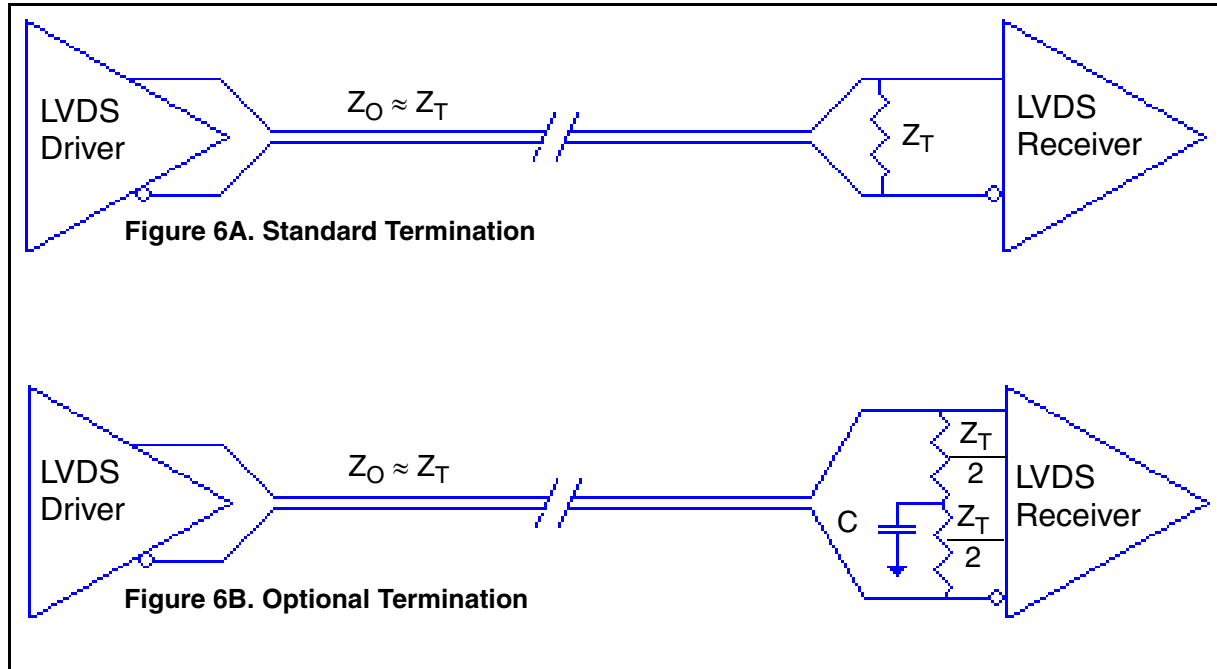 LVDS
Driver
Z_O ≈ Z_T
Z_T
LVDS
Receiver
Figure 6A. Standard Termination
LVDS
Driver
Z_O ≈ Z_T
C
Z_T
2
Z_T
2
LVDS
Receiver
Figure 6B. Optional Termination